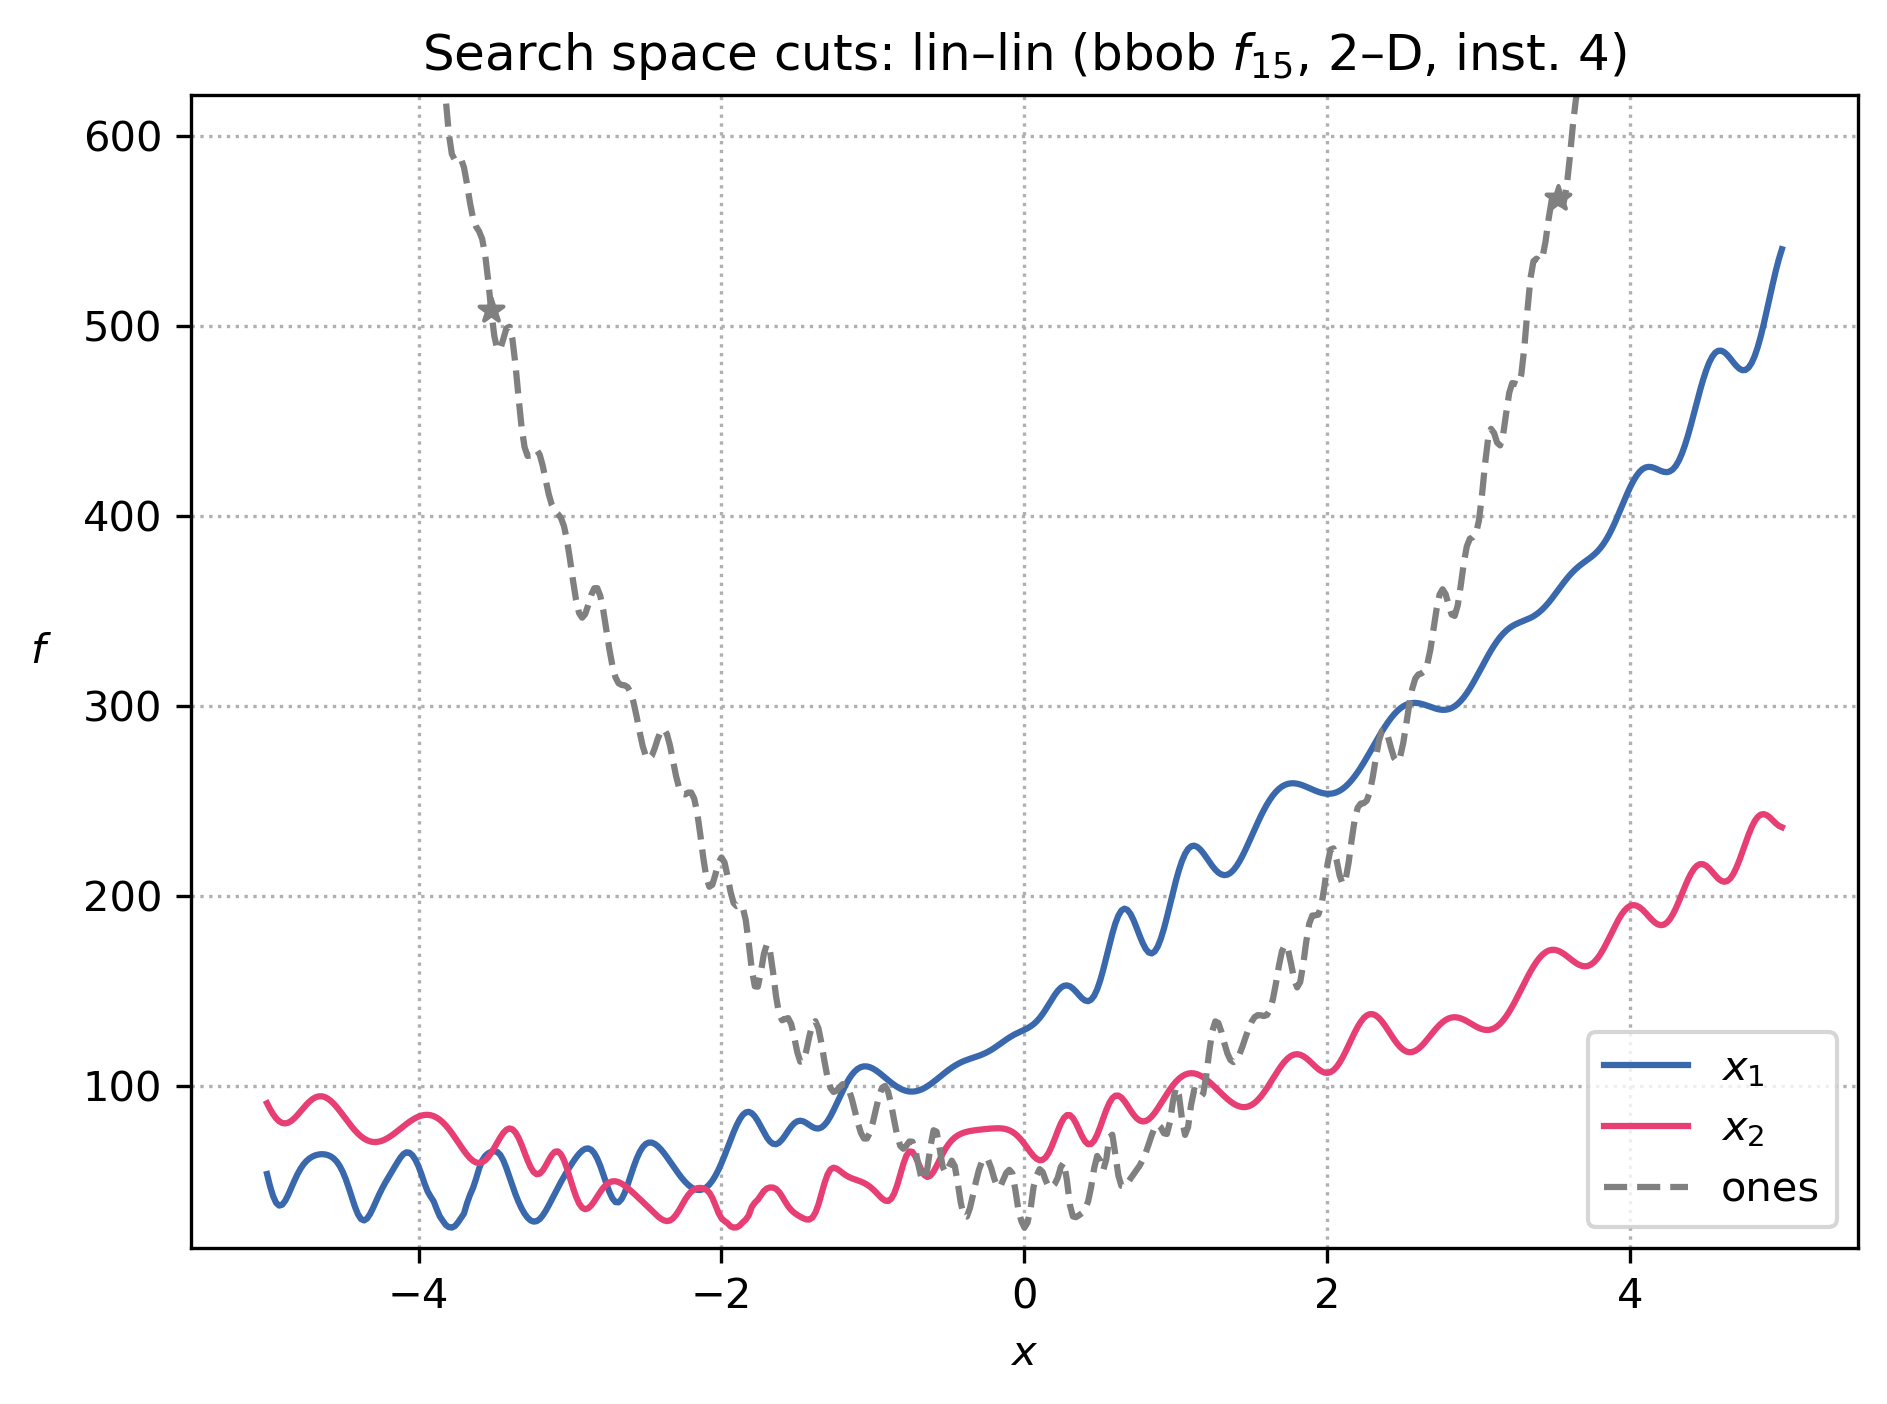 Search space cuts: lin–lin (bbob f₁₅, 2–D, inst. 4)
600
500
400
300
200
100
f
−4
−2
0
2
4
x
x₁
x₂
ones